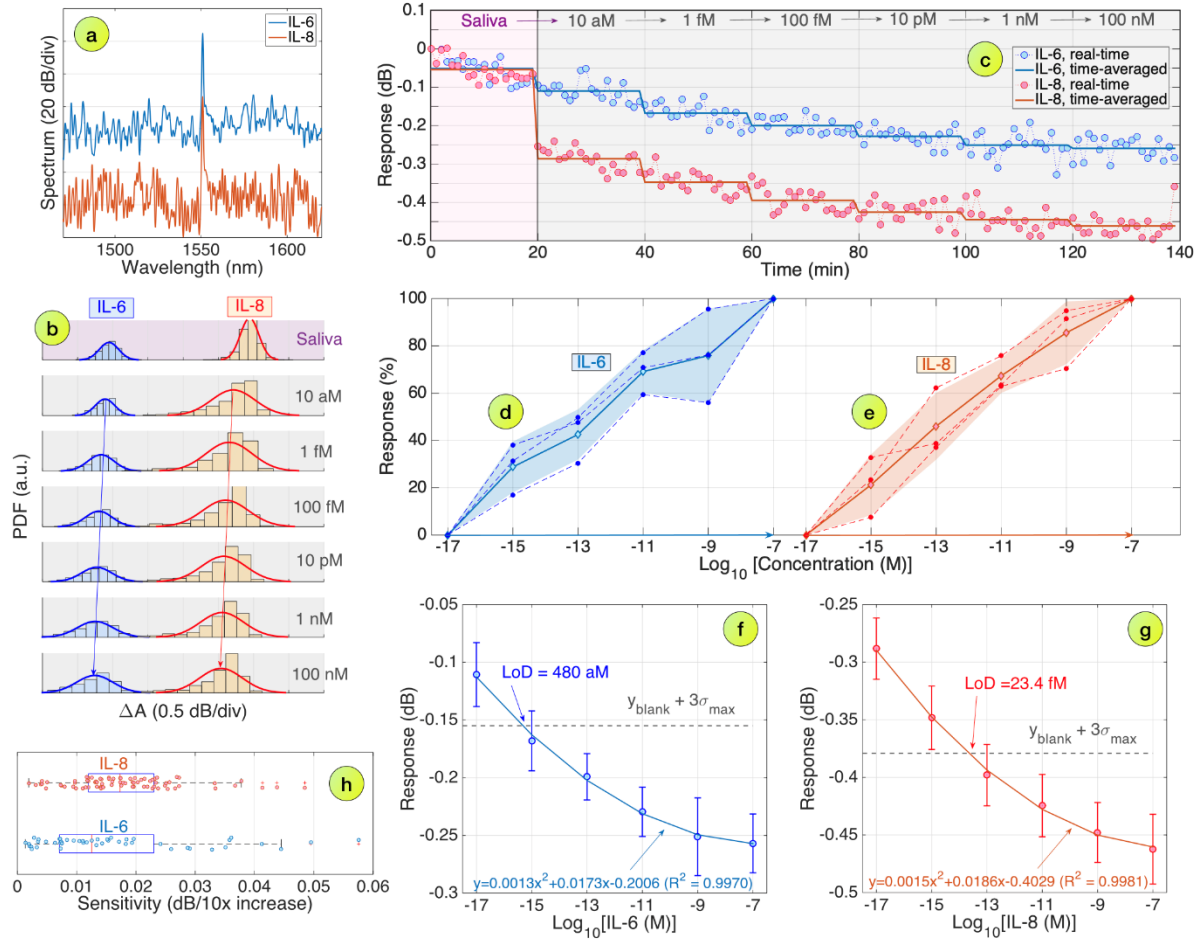 a
IL-6
IL-8
Spectrum (20 dB/div)
1500 1550 1600
Wavelength (nm)
c
Saliva 10 aM 1 fM 100 fM 10 pM 1 nM 100 nM
IL-6, real-time
IL-6, time-averaged
IL-8, real-time
IL-8, time-averaged
Response (dB)
0.1
0
-0.1
-0.2
-0.3
-0.4
-0.5
0 20 40 60 80 100 120 140
Time (min)
b
IL-6 IL-8
Saliva
10 aM
1 fM
100 fM
10 pM
1 nM
100 nM
PDF (a.u.)
ΔA (0.5 dB/div)
d
IL-6
e
IL-8
Response (%)
100
80
60
40
20
0
-17 -15 -13 -11 -9 -7 -17 -15 -13 -11 -9 -7
Log10 [Concentration (M)]
f
LoD = 480 aM
yblank + 3σmax
Response (dB)
-0.05
-0.1
-0.15
-0.2
-0.25
-0.3
y=0.0013x2+0.0173x-0.2006 (R2 = 0.9970)
-17 -15 -13 -11 -9 -7
Log10[IL-6 (M)]
g
LoD =23.4 fM
yblank + 3σmax
Response (dB)
-0.3
-0.35
-0.4
-0.45
-0.5
y=0.0015x2+0.0186x-0.4029 (R2 = 0.9981)
-17 -15 -13 -11 -9 -7
Log10[IL-8 (M)]
h
IL-8
IL-6
0 0.01 0.02 0.03 0.04 0.05 0.06
Sensitivity (dB/10x increase)